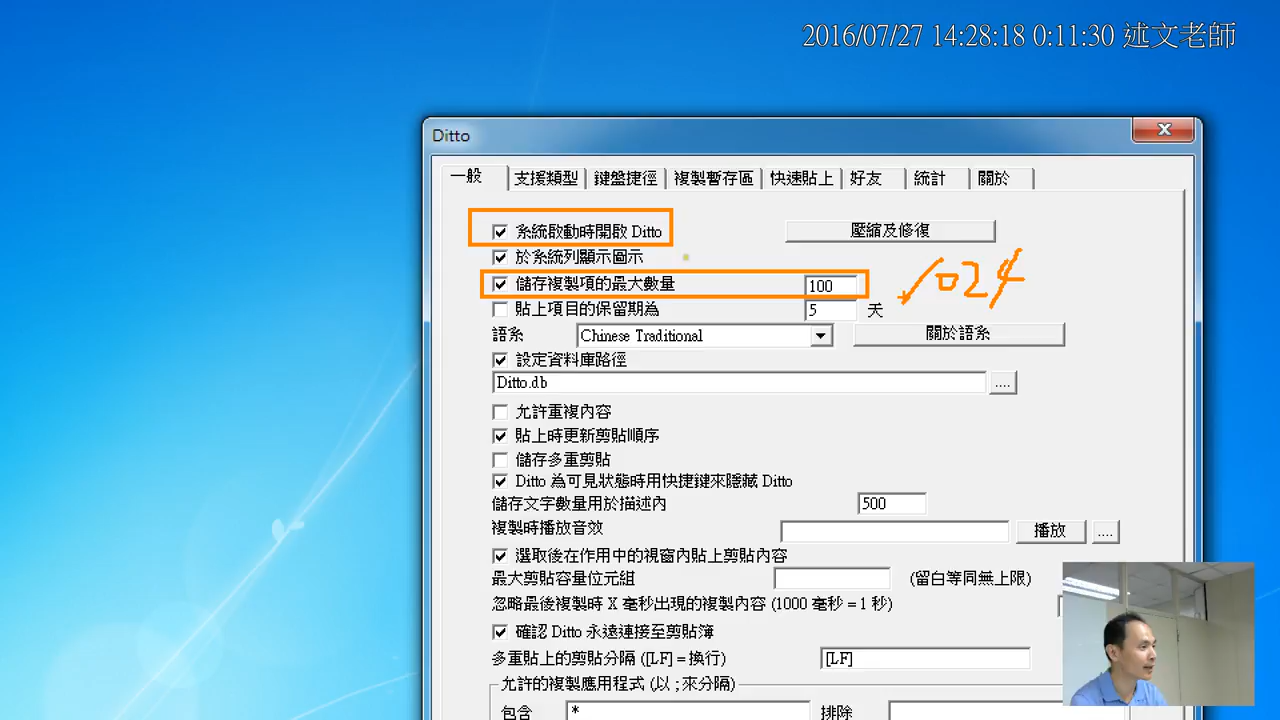 2016/07/27 14:28:18 0:11:30 述文老師
Ditto
一般 支援類型 鍵盤捷徑 複製暫存區 快速貼上 好友 統計 關於
系統啟動時開啟 Ditto 壓縮及修復
於系統列顯示圖示
儲存複製項的最大數量 100 1024
貼上項目的保留期為 5 天
語系 Chinese Traditional 關於語系
設定資料庫路徑
Ditto.db ....
允許重複內容
貼上時更新剪貼順序
儲存多重剪貼
Ditto 為可見狀態時用快捷鍵來隱藏 Ditto
儲存文字數量用於描述內 500
複製時播放音效 播放 ....
選取後在作用中的視窗內貼上剪貼內容
最大剪貼容量位元組 (留白等同無上限)
忽略最後複製時 X 毫秒出現的複製內容 (1000 毫秒 = 1 秒)
確認 Ditto 永遠連接至剪貼簿
多重貼上的剪貼分隔 ([LF] = 換行) [LF]
允許的複製應用程式 (以 ; 來分隔)
包含 * 排除